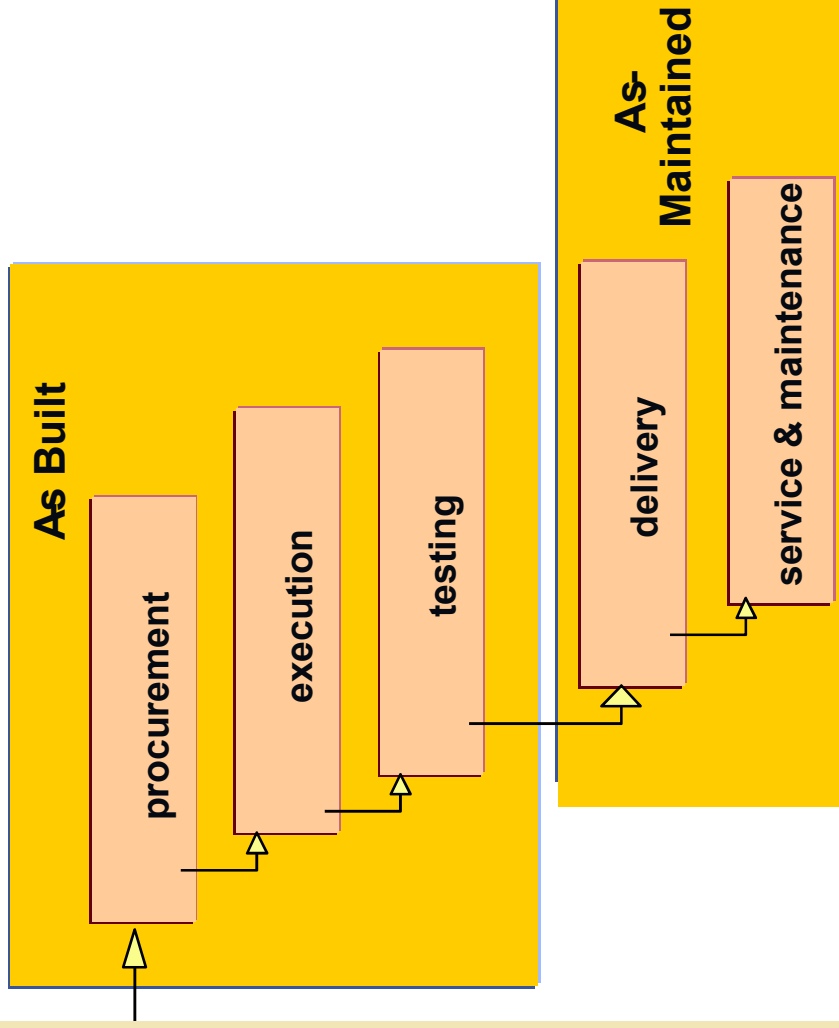 As Built
procurement
execution
testing
As-
Maintained
delivery
service & maintenance